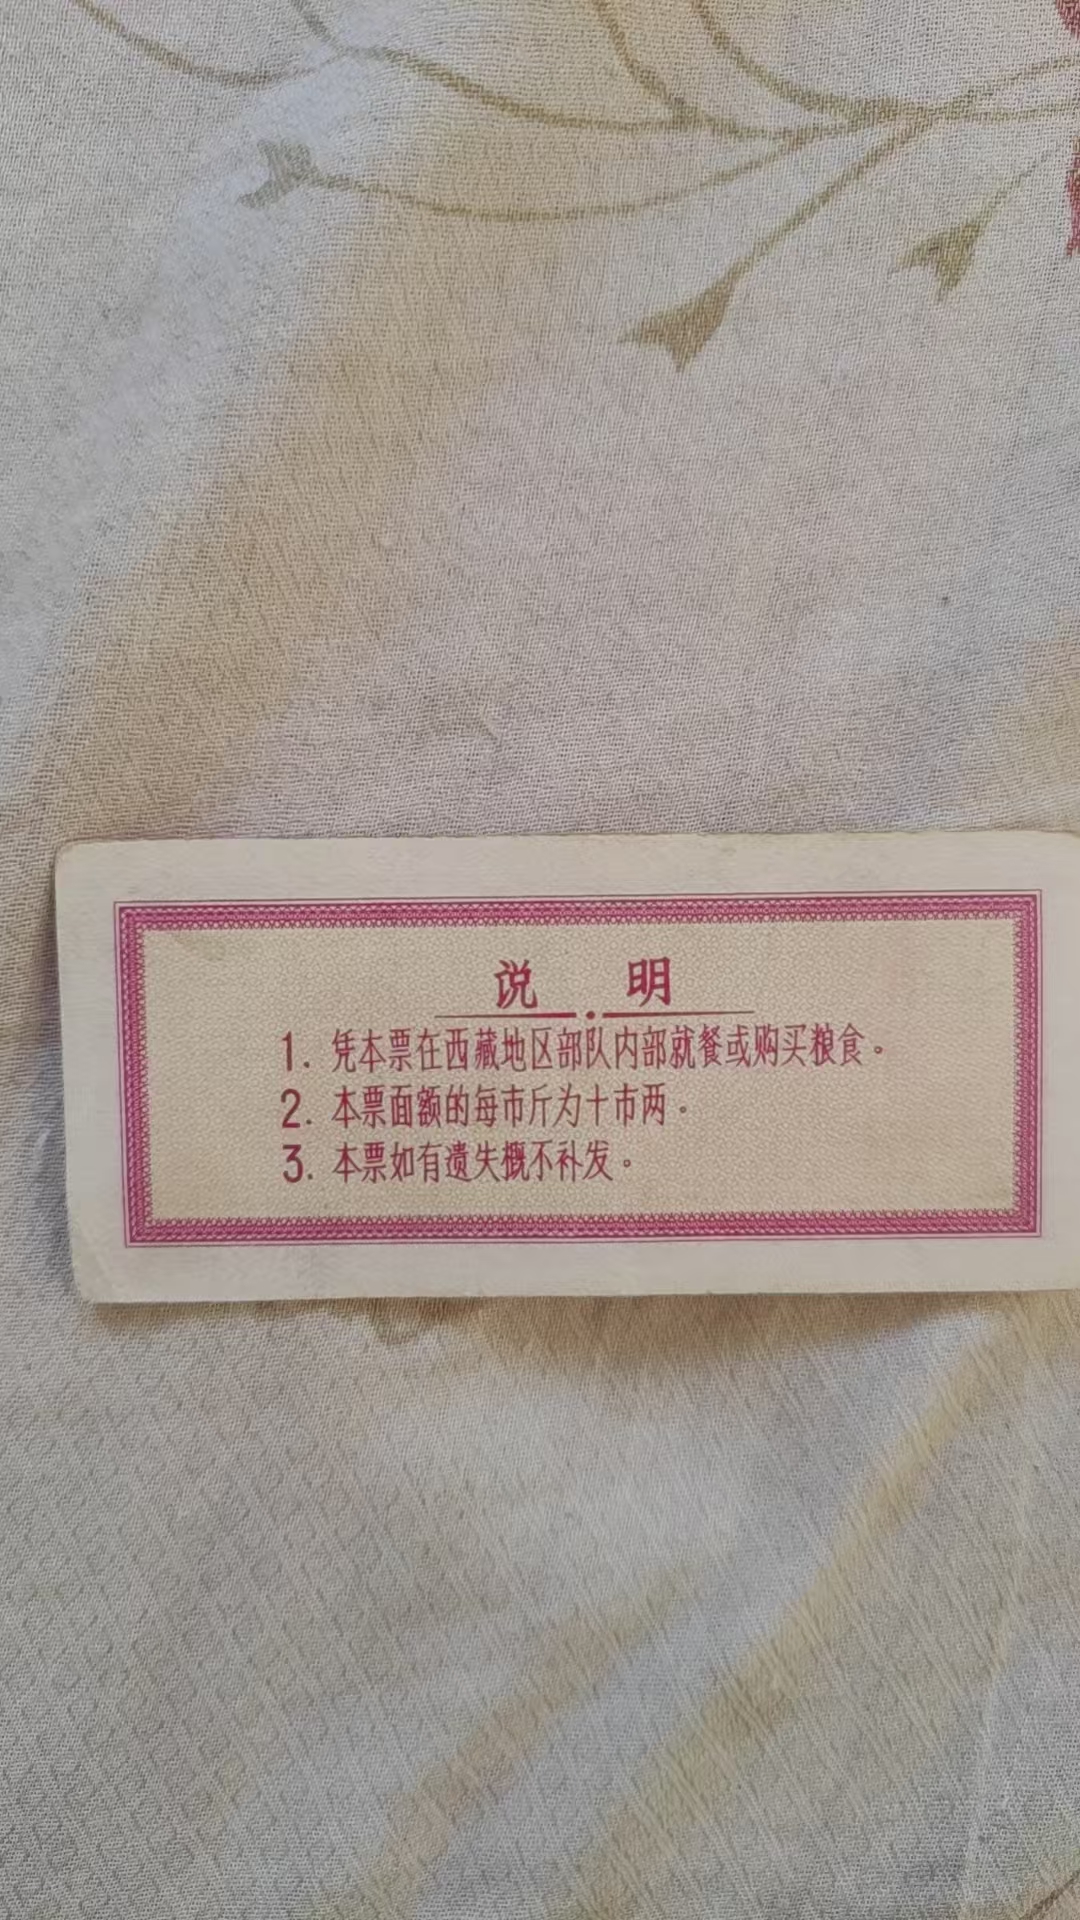 说 明
1. 凭本票在西藏地区部队内部就餐或购买粮食。
2. 本票面额的每市斤为十市两。
3. 本票如有遗失概不补发。